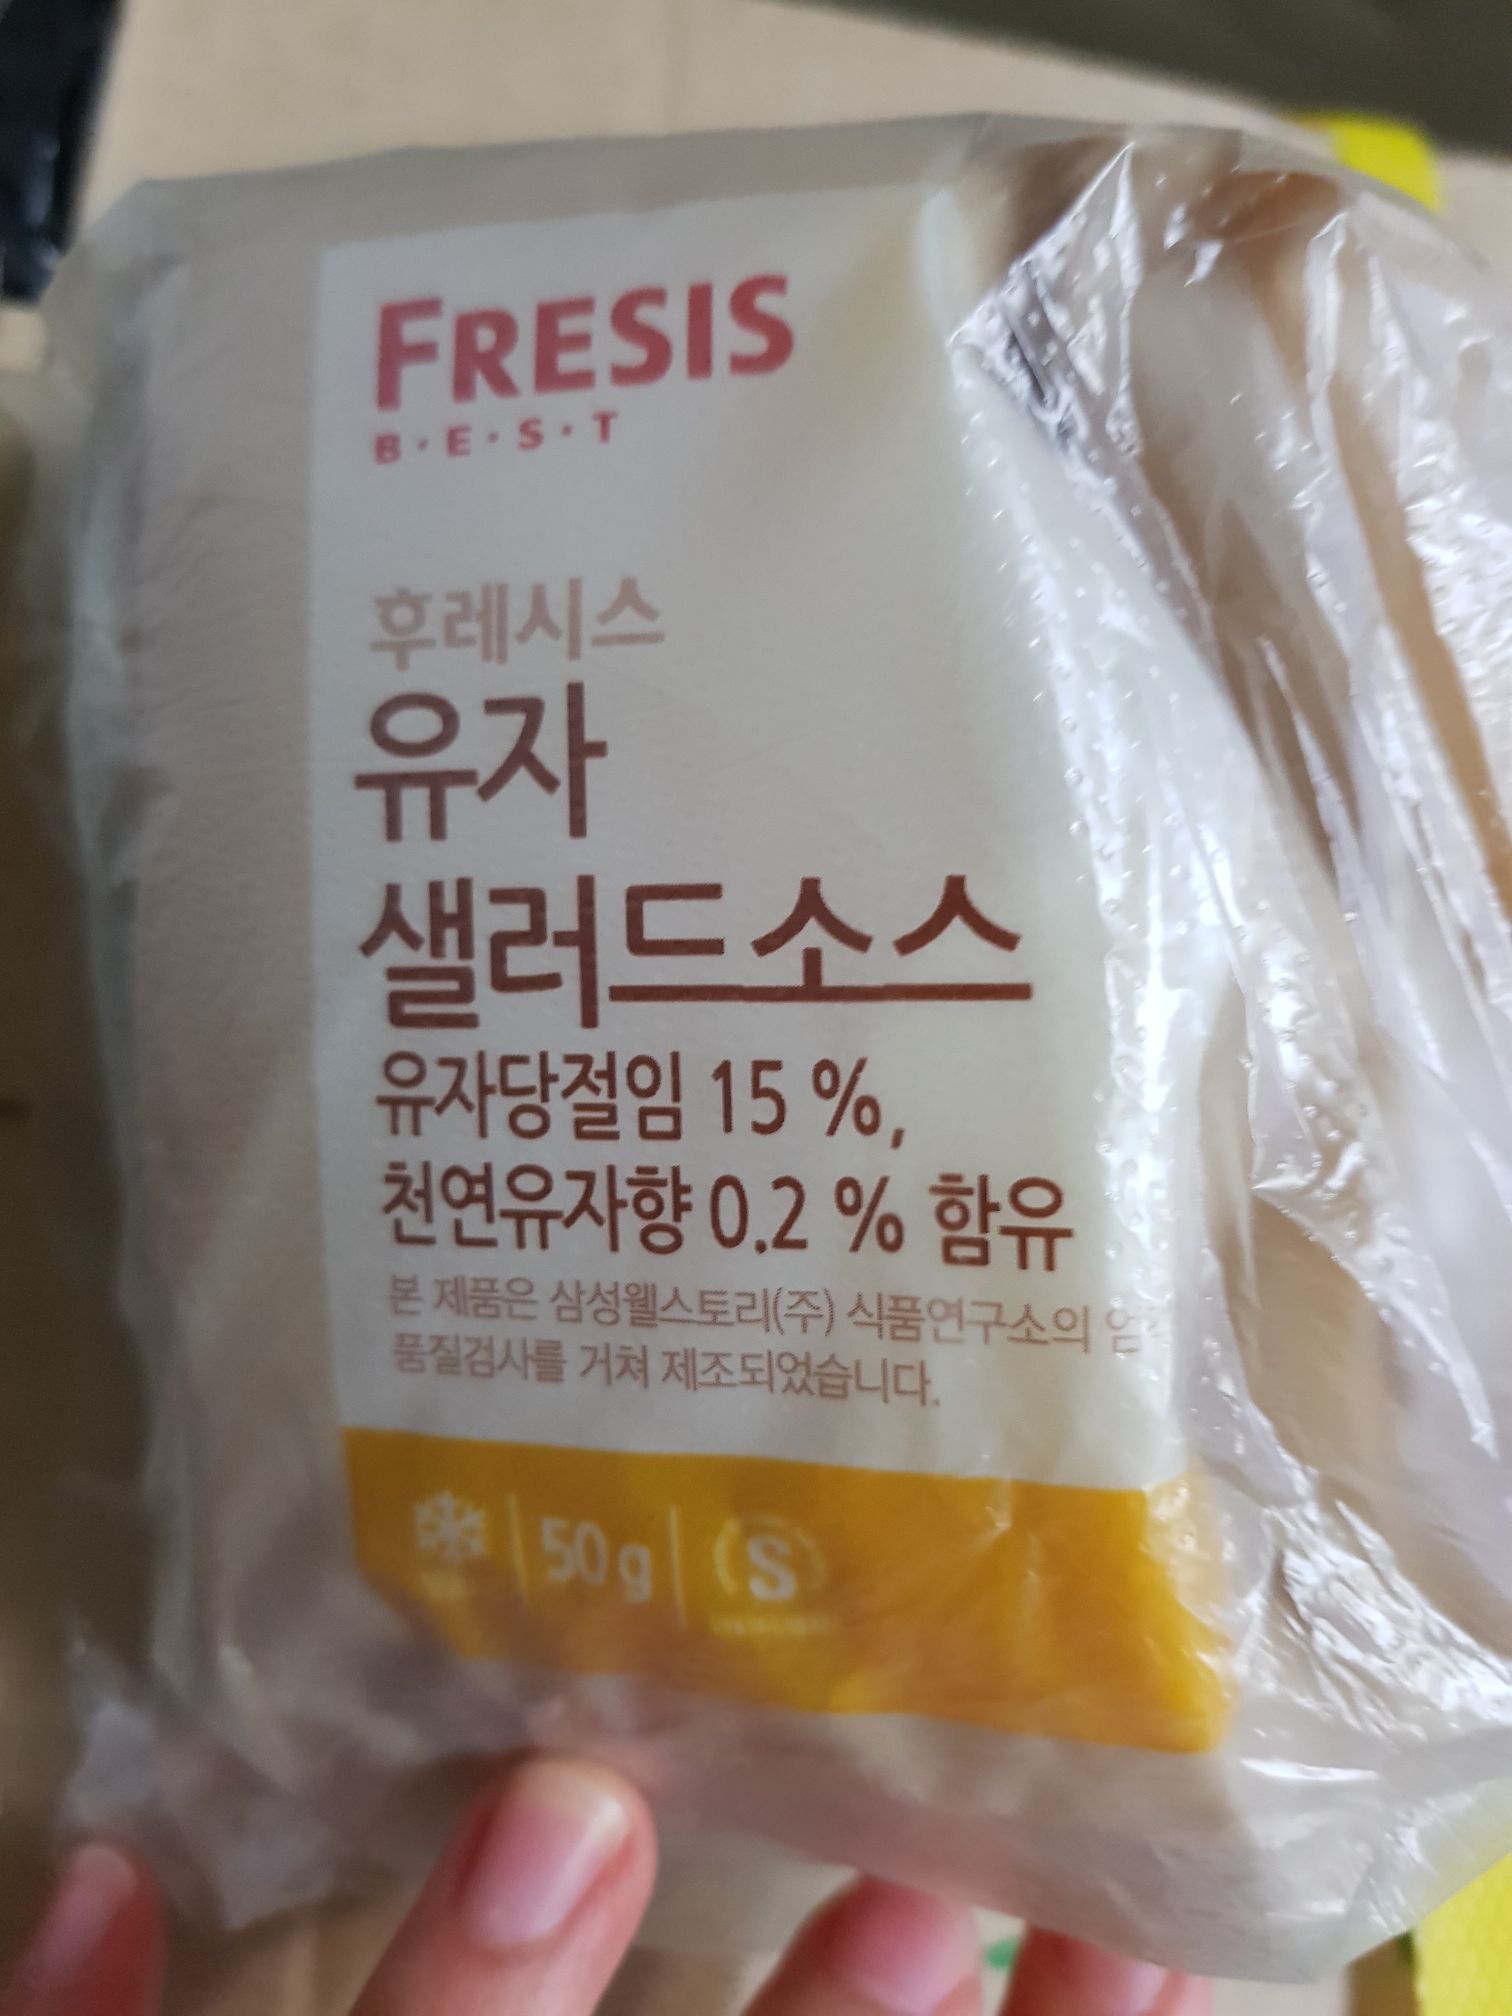 FRESIS
B·E·S·T
후레시스
유자
샐러드소스
유자당절임 15 %,
천연유자향 0.2 % 함유
본 제품은 삼성웰스토리(주) 식품연구소의
품질검사를 거쳐 제조되었습니다.
50 g
S